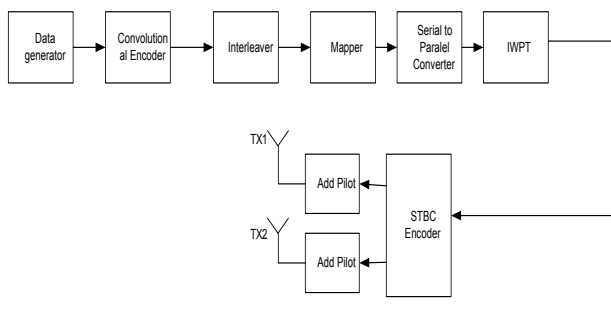 Data
generator
Convolution
al Encoder
Interleaver
Mapper
Serial to
Paralel
Converter
IWPT
TX1
Add Pilot
STBC
Encoder
TX2
Add Pilot